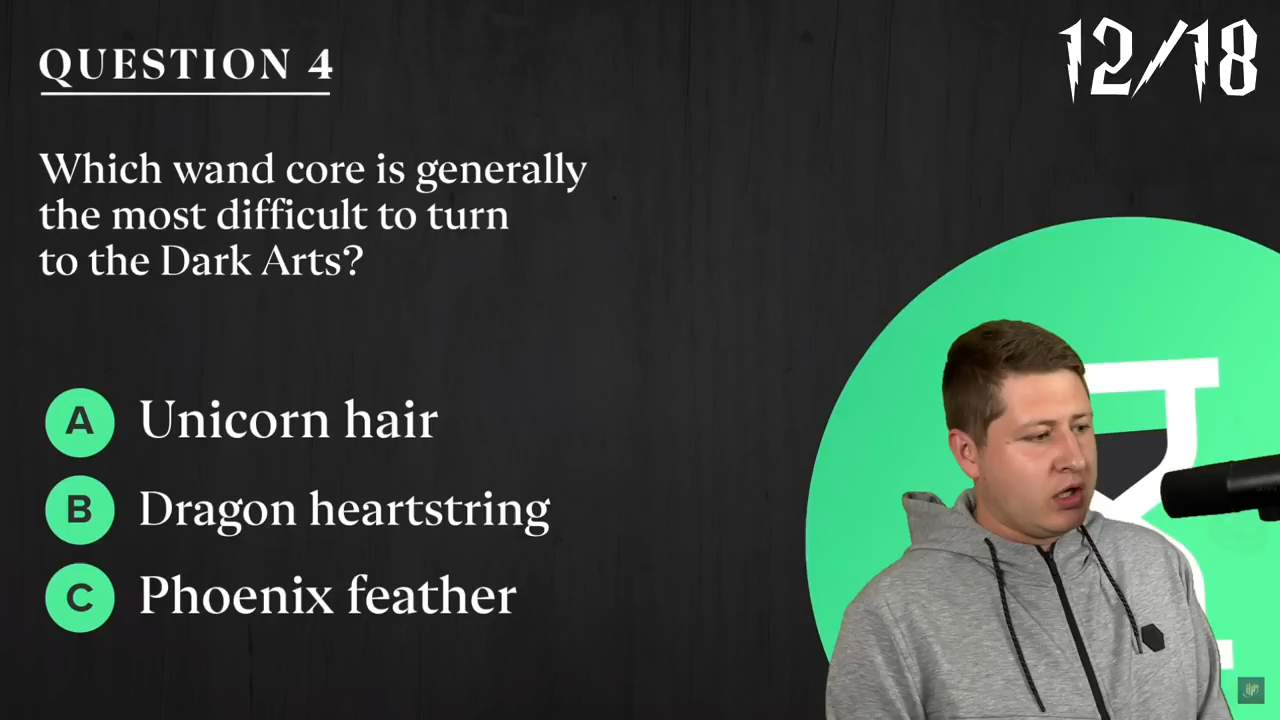 QUESTION 4
12/18
Which wand core is generally
the most difficult to turn
to the Dark Arts?
A Unicorn hair
B Dragon heartstring
C Phoenix feather